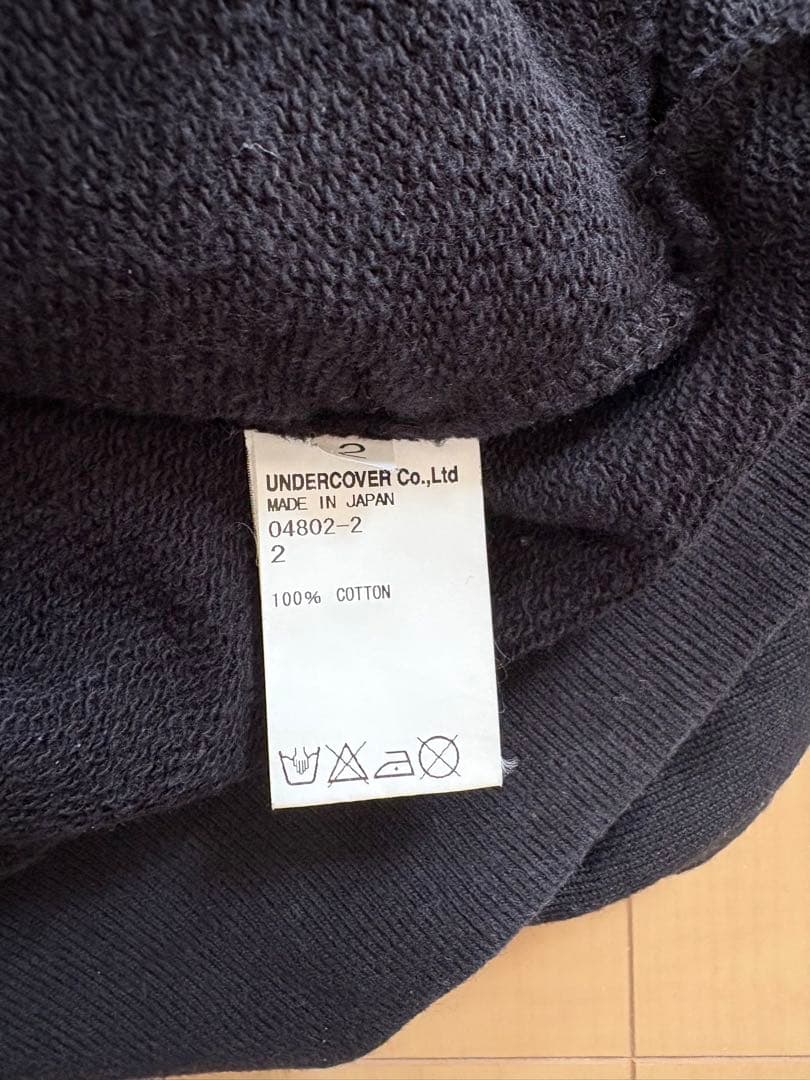 2
UNDERCOVER Co.,Ltd
MADE IN JAPAN
04802-2
2
100% COTTON